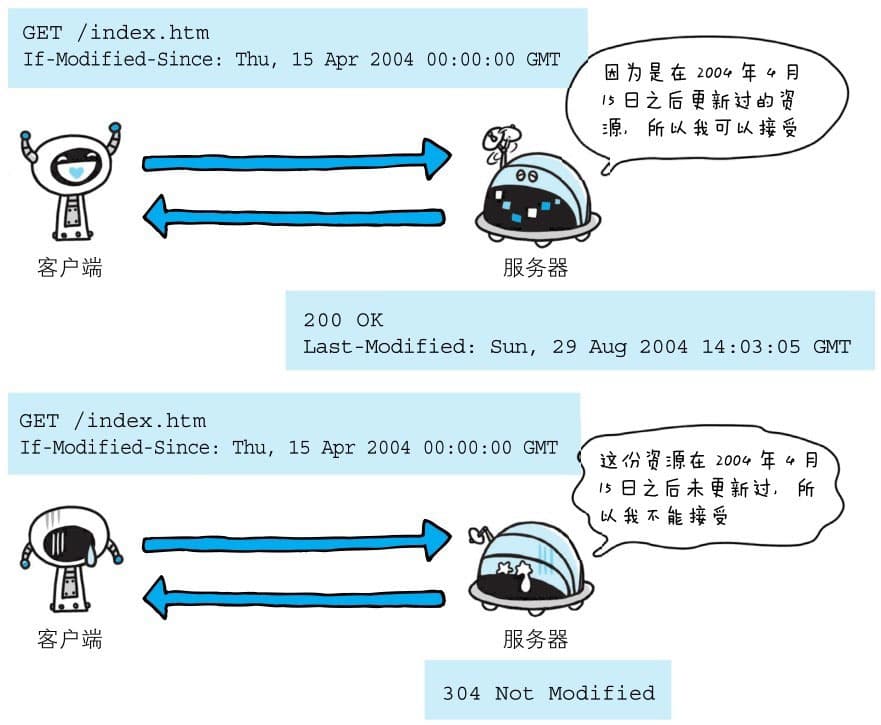 GET /index.htm
If-Modified-Since: Thu, 15 Apr 2004 00:00:00 GMT
因为是在 2004 年 4 月
15 日之后更新过的资
源，所以我可以接受
客户端
服务器
200 OK
Last-Modified: Sun, 29 Aug 2004 14:03:05 GMT
GET /index.htm
If-Modified-Since: Thu, 15 Apr 2004 00:00:00 GMT
这份资源在 2004 年 4 月
15 日之后未更新过，所
以我不能接受
客户端
服务器
304 Not Modified